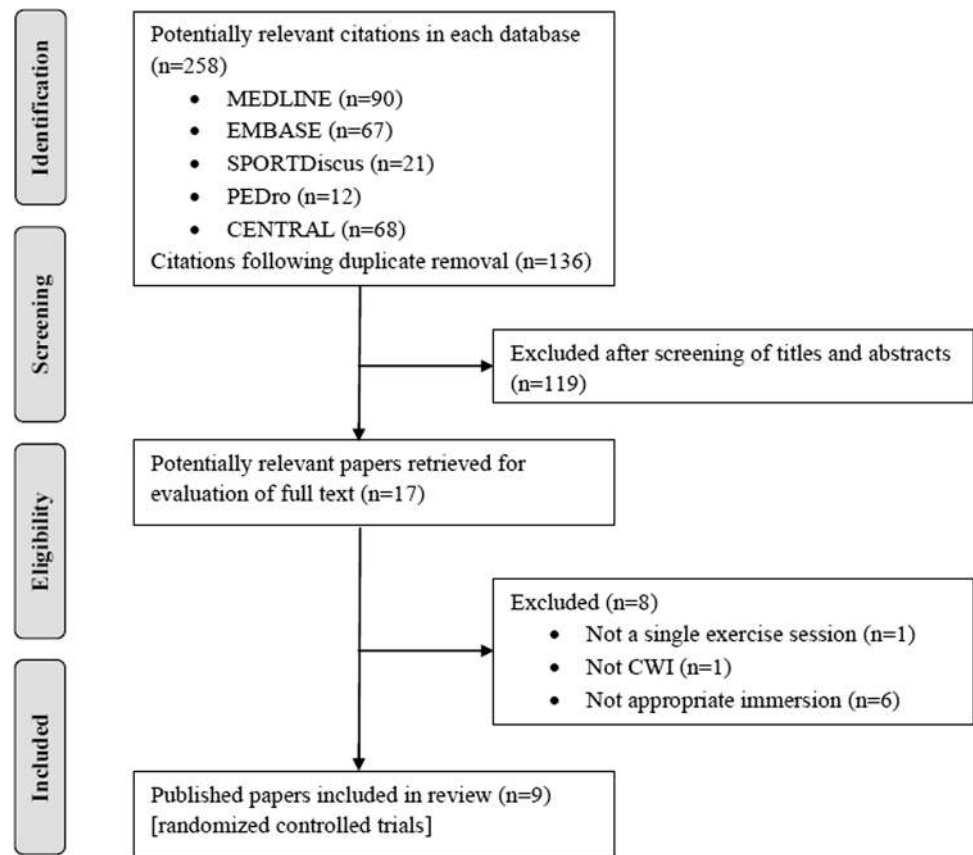 Identification
Potentially relevant citations in each database
(n=258)
• MEDLINE (n=90)
• EMBASE (n=67)
• SPORTDiscus (n=21)
• PEDro (n=12)
• CENTRAL (n=68)
Citations following duplicate removal (n=136)
Screening
Excluded after screening of titles and abstracts
(n=119)
Eligibility
Potentially relevant papers retrieved for
evaluation of full text (n=17)
Excluded (n=8)
• Not a single exercise session (n=1)
• Not CWI (n=1)
• Not appropriate immersion (n=6)
Included
Published papers included in review (n=9)
[randomized controlled trials]